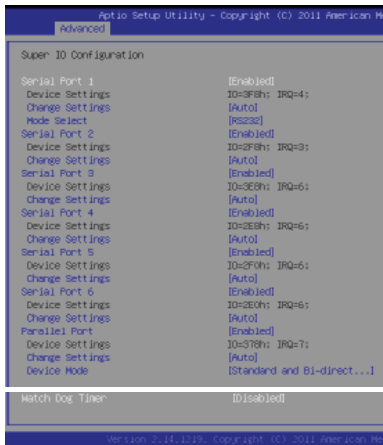 Aptio Setup Utility - Copyright (C) 2011 American Me
Advanced
Super IO Configuration
Serial Port 1 [Enabled]
Device Settings IO=3F8h; IRQ=4;
Change Settings [Auto]
Mode Select [RS232]
Serial Port 2 [Enabled]
Device Settings IO=2F8h; IRQ=3;
Change Settings [Auto]
Serial Port 3 [Enabled]
Device Settings IO=3E8h; IRQ=6;
Change Settings [Auto]
Serial Port 4 [Enabled]
Device Settings IO=2E8h; IRQ=6;
Change Settings [Auto]
Serial Port 5 [Enabled]
Device Settings IO=2F0h; IRQ=6;
Change Settings [Auto]
Serial Port 6 [Enabled]
Device Settings IO=2E0h; IRQ=6;
Change Settings [Auto]
Parallel Port [Enabled]
Device Settings IO=378h; IRQ=7;
Change Settings [Auto]
Device Mode [Standard and Bi-direct...]
Watch Dog Timer [Disabled]
Version 2.14.1219. Copyright (C) 2011 American Me